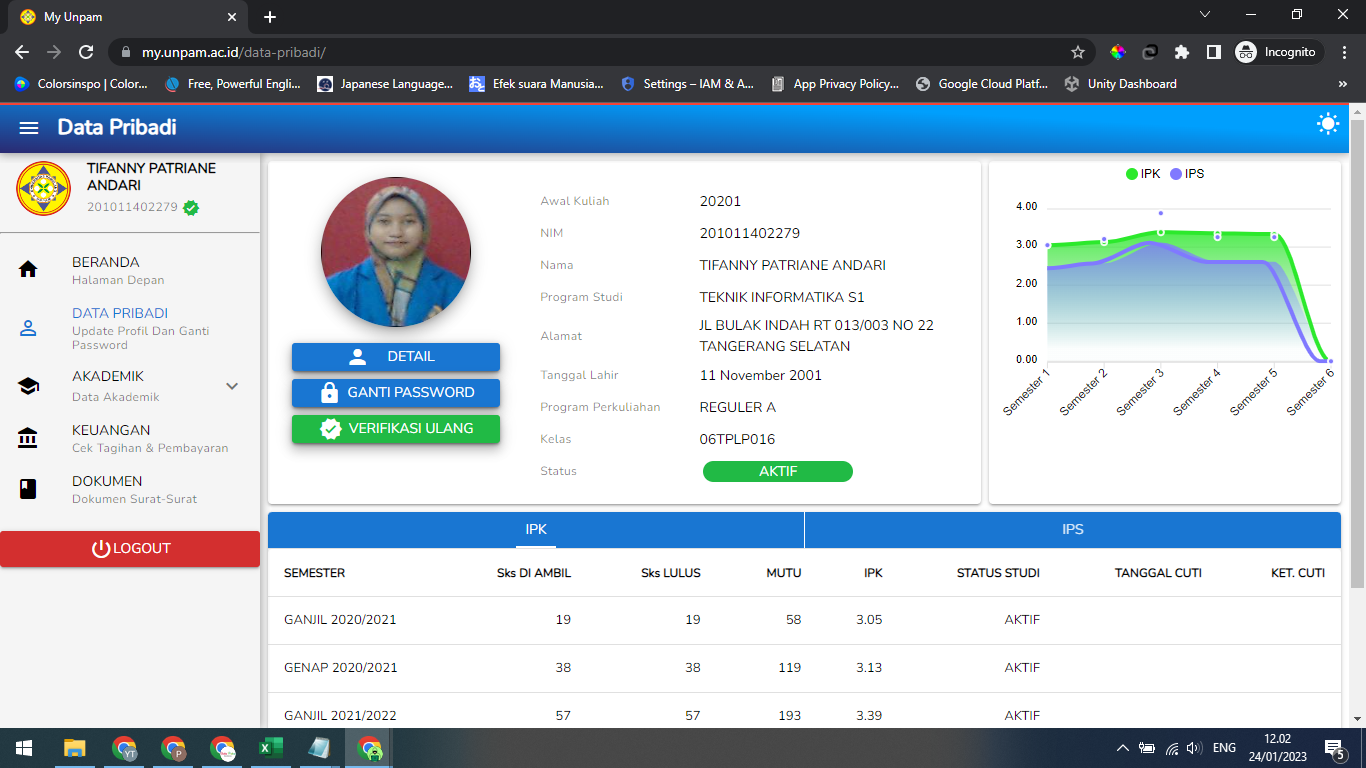 My Unpam
my.unpam.ac.id/data-pribadi/
Incognito
Colorsinspo | Color...
Free, Powerful Engli...
Japanese Language...
Efek suara Manusia...
Settings – IAM & A...
App Privacy Policy...
Google Cloud Platf...
Unity Dashboard
»
Data Pribadi
TIFANNY PATRIANE
ANDARI
201011402279
BERANDA
Halaman Depan
DATA PRIBADI
Update Profil Dan Ganti
Password
AKADEMIK
Data Akademik
KEUANGAN
Cek Tagihan & Pembayaran
DOKUMEN
Dokumen Surat-Surat
LOGOUT
DETAIL
GANTI PASSWORD
VERIFIKASI ULANG
Awal Kuliah 20201
NIM 201011402279
Nama TIFANNY PATRIANE ANDARI
Program Studi TEKNIK INFORMATIKA S1
Alamat JL BULAK INDAH RT 013/003 NO 22
TANGERANG SELATAN
Tanggal Lahir 11 November 2001
Program Perkuliahan REGULER A
Kelas 06TPLP016
Status AKTIF
IPK IPS
4.00
3.00
2.00
1.00
0.00
Semester 1 Semester 2 Semester 3 Semester 4 Semester 5 Semester 6
IPK IPS
SEMESTER Sks DI AMBIL Sks LULUS MUTU IPK STATUS STUDI TANGGAL CUTI KET. CUTI
GANJIL 2020/2021 19 19 58 3.05 AKTIF
GENAP 2020/2021 38 38 119 3.13 AKTIF
GANJIL 2021/2022 57 57 193 3.39 AKTIF
YT P
ENG
12.02
24/01/2023
5